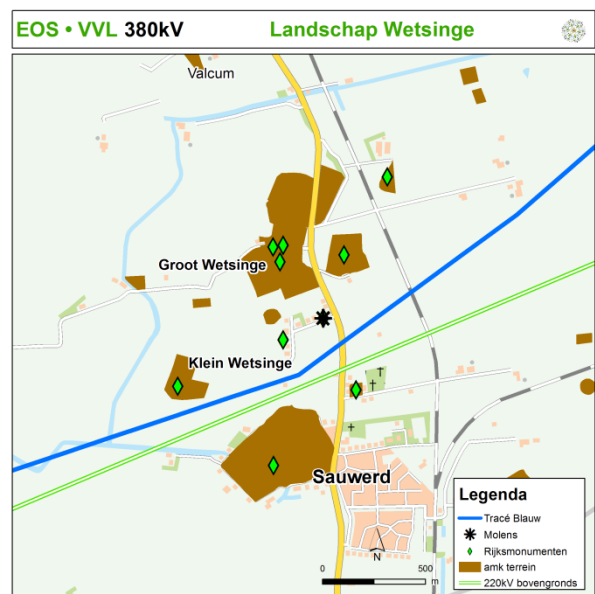 EOS • VVL 380kV
Landschap Wetsinge
Valcum
Groot Wetsinge
Klein Wetsinge
Sauwerd
Legenda
Tracé Blauw
Molens
Rijksmonumenten
amk terrein
220kV bovengronds
N
0 500
m